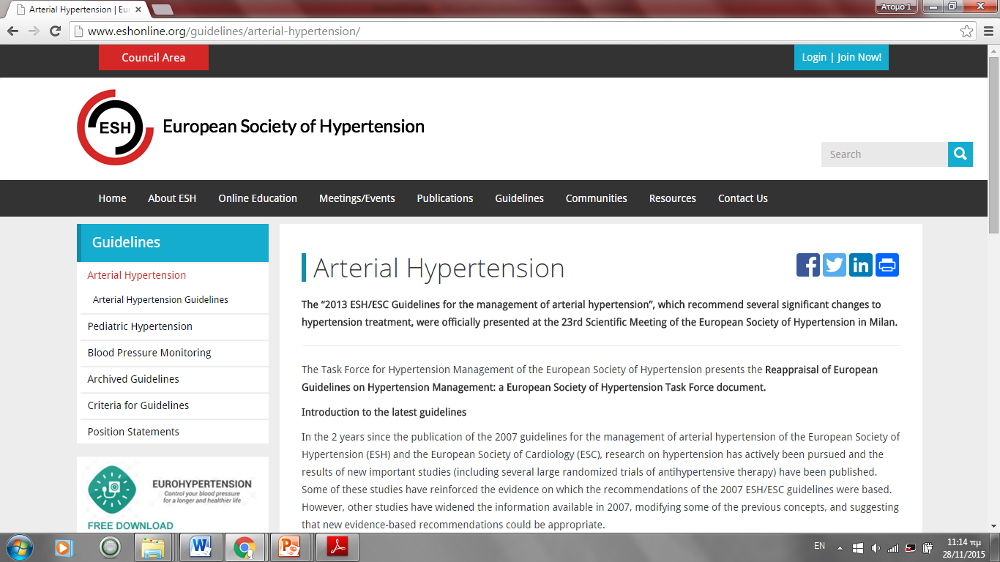 Arterial Hypertension | Eu
Άτομο 1
www.eshonline.org/guidelines/arterial-hypertension/
Council Area
Login | Join Now!
ESH
European Society of Hypertension
Search
Home About ESH Online Education Meetings/Events Publications Guidelines Communities Resources Contact Us
Guidelines
Arterial Hypertension
Arterial Hypertension Guidelines
Pediatric Hypertension
Blood Pressure Monitoring
Archived Guidelines
Criteria for Guidelines
Position Statements
EUROHYPERTENSION
Control your blood pressure
for a longer and healthier life
FREE DOWNLOAD
Arterial Hypertension
The “2013 ESH/ESC Guidelines for the management of arterial hypertension”, which recommend several significant changes to
hypertension treatment, were officially presented at the 23rd Scientific Meeting of the European Society of Hypertension in Milan.
The Task Force for Hypertension Management of the European Society of Hypertension presents the Reappraisal of European
Guidelines on Hypertension Management: a European Society of Hypertension Task Force document.
Introduction to the latest guidelines
In the 2 years since the publication of the 2007 guidelines for the management of arterial hypertension of the European Society of
Hypertension (ESH) and the European Society of Cardiology (ESC), research on hypertension has actively been pursued and the
results of new important studies (including several large randomized trials of antihypertensive therapy) have been published.
Some of these studies have reinforced the evidence on which the recommendations of the 2007 ESH/ESC guidelines were based.
However, other studies have widened the information available in 2007, modifying some of the previous concepts, and suggesting
that new evidence-based recommendations could be appropriate.
EN
11:14 πμ
28/11/2015